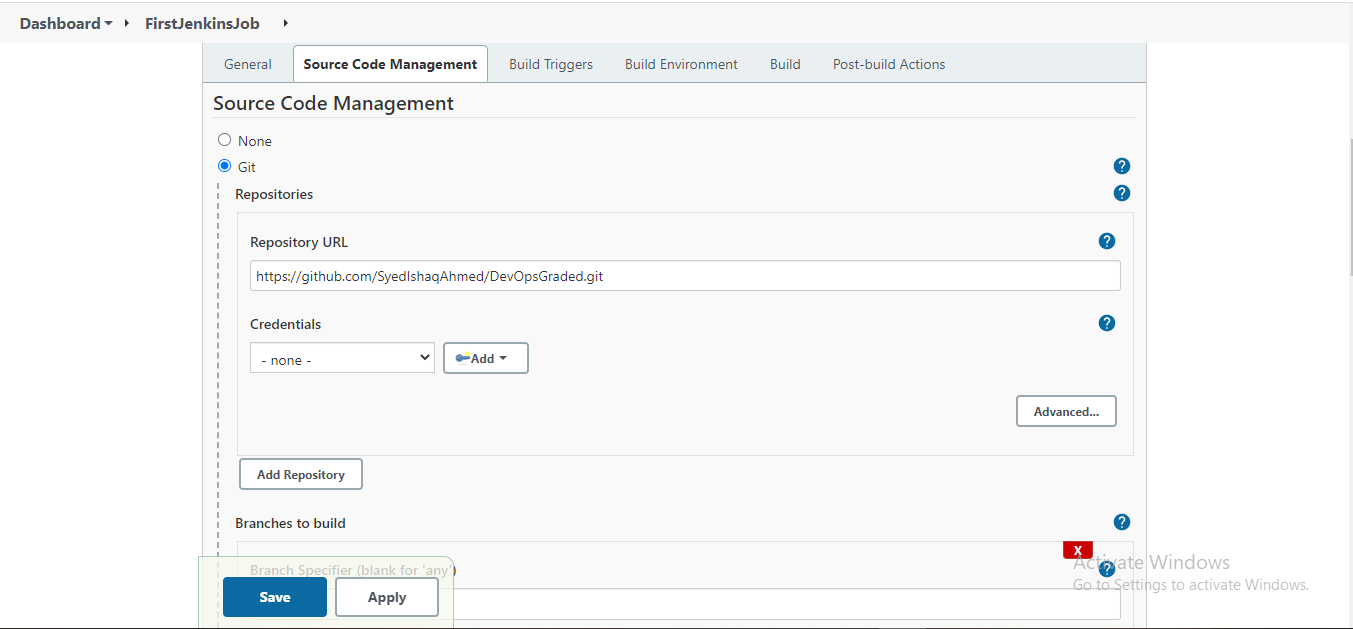 Dashboard FirstJenkinsJob
General Source Code Management Build Triggers Build Environment Build Post-build Actions
Source Code Management
None
Git
?
Repositories
?
Repository URL
?
https://github.com/SyedIshaqAhmed/DevOpsGraded.git
Credentials
?
- none -
Add
Advanced...
Add Repository
Branches to build
?
X
Branch Specifier (blank for 'any')
?
Save Apply
Activate Windows
Go to Settings to activate Windows.